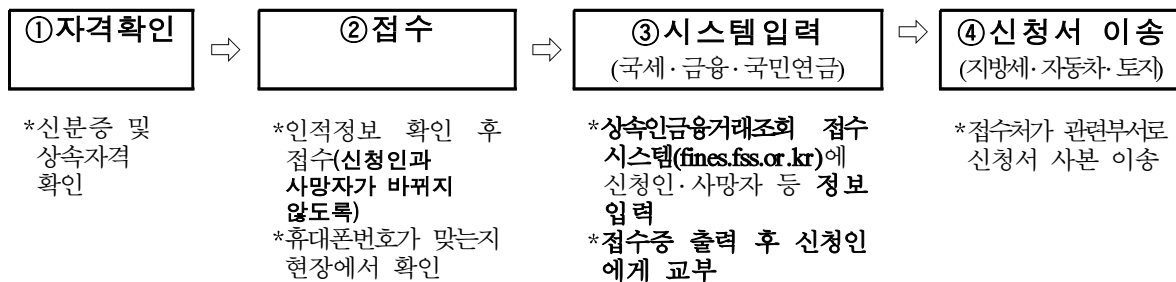 ①자격확인
②접수
③시스템입력
(국세·금융·국민연금)
④신청서 이송
(지방세·자동차·토지)
*신분증 및
상속자격
확인
*인적정보 확인 후
접수(신청인과
사망자가 바뀌지
않도록)
*휴대폰번호가 맞는지
현장에서 확인
*상속인금융거래조회 접수
시스템(fines.fss.or.kr)에
신청인·사망자 등 정보
입력
*접수증 출력 후 신청인
에게 교부
*접수처가 관련부서로
신청서 사본 이송